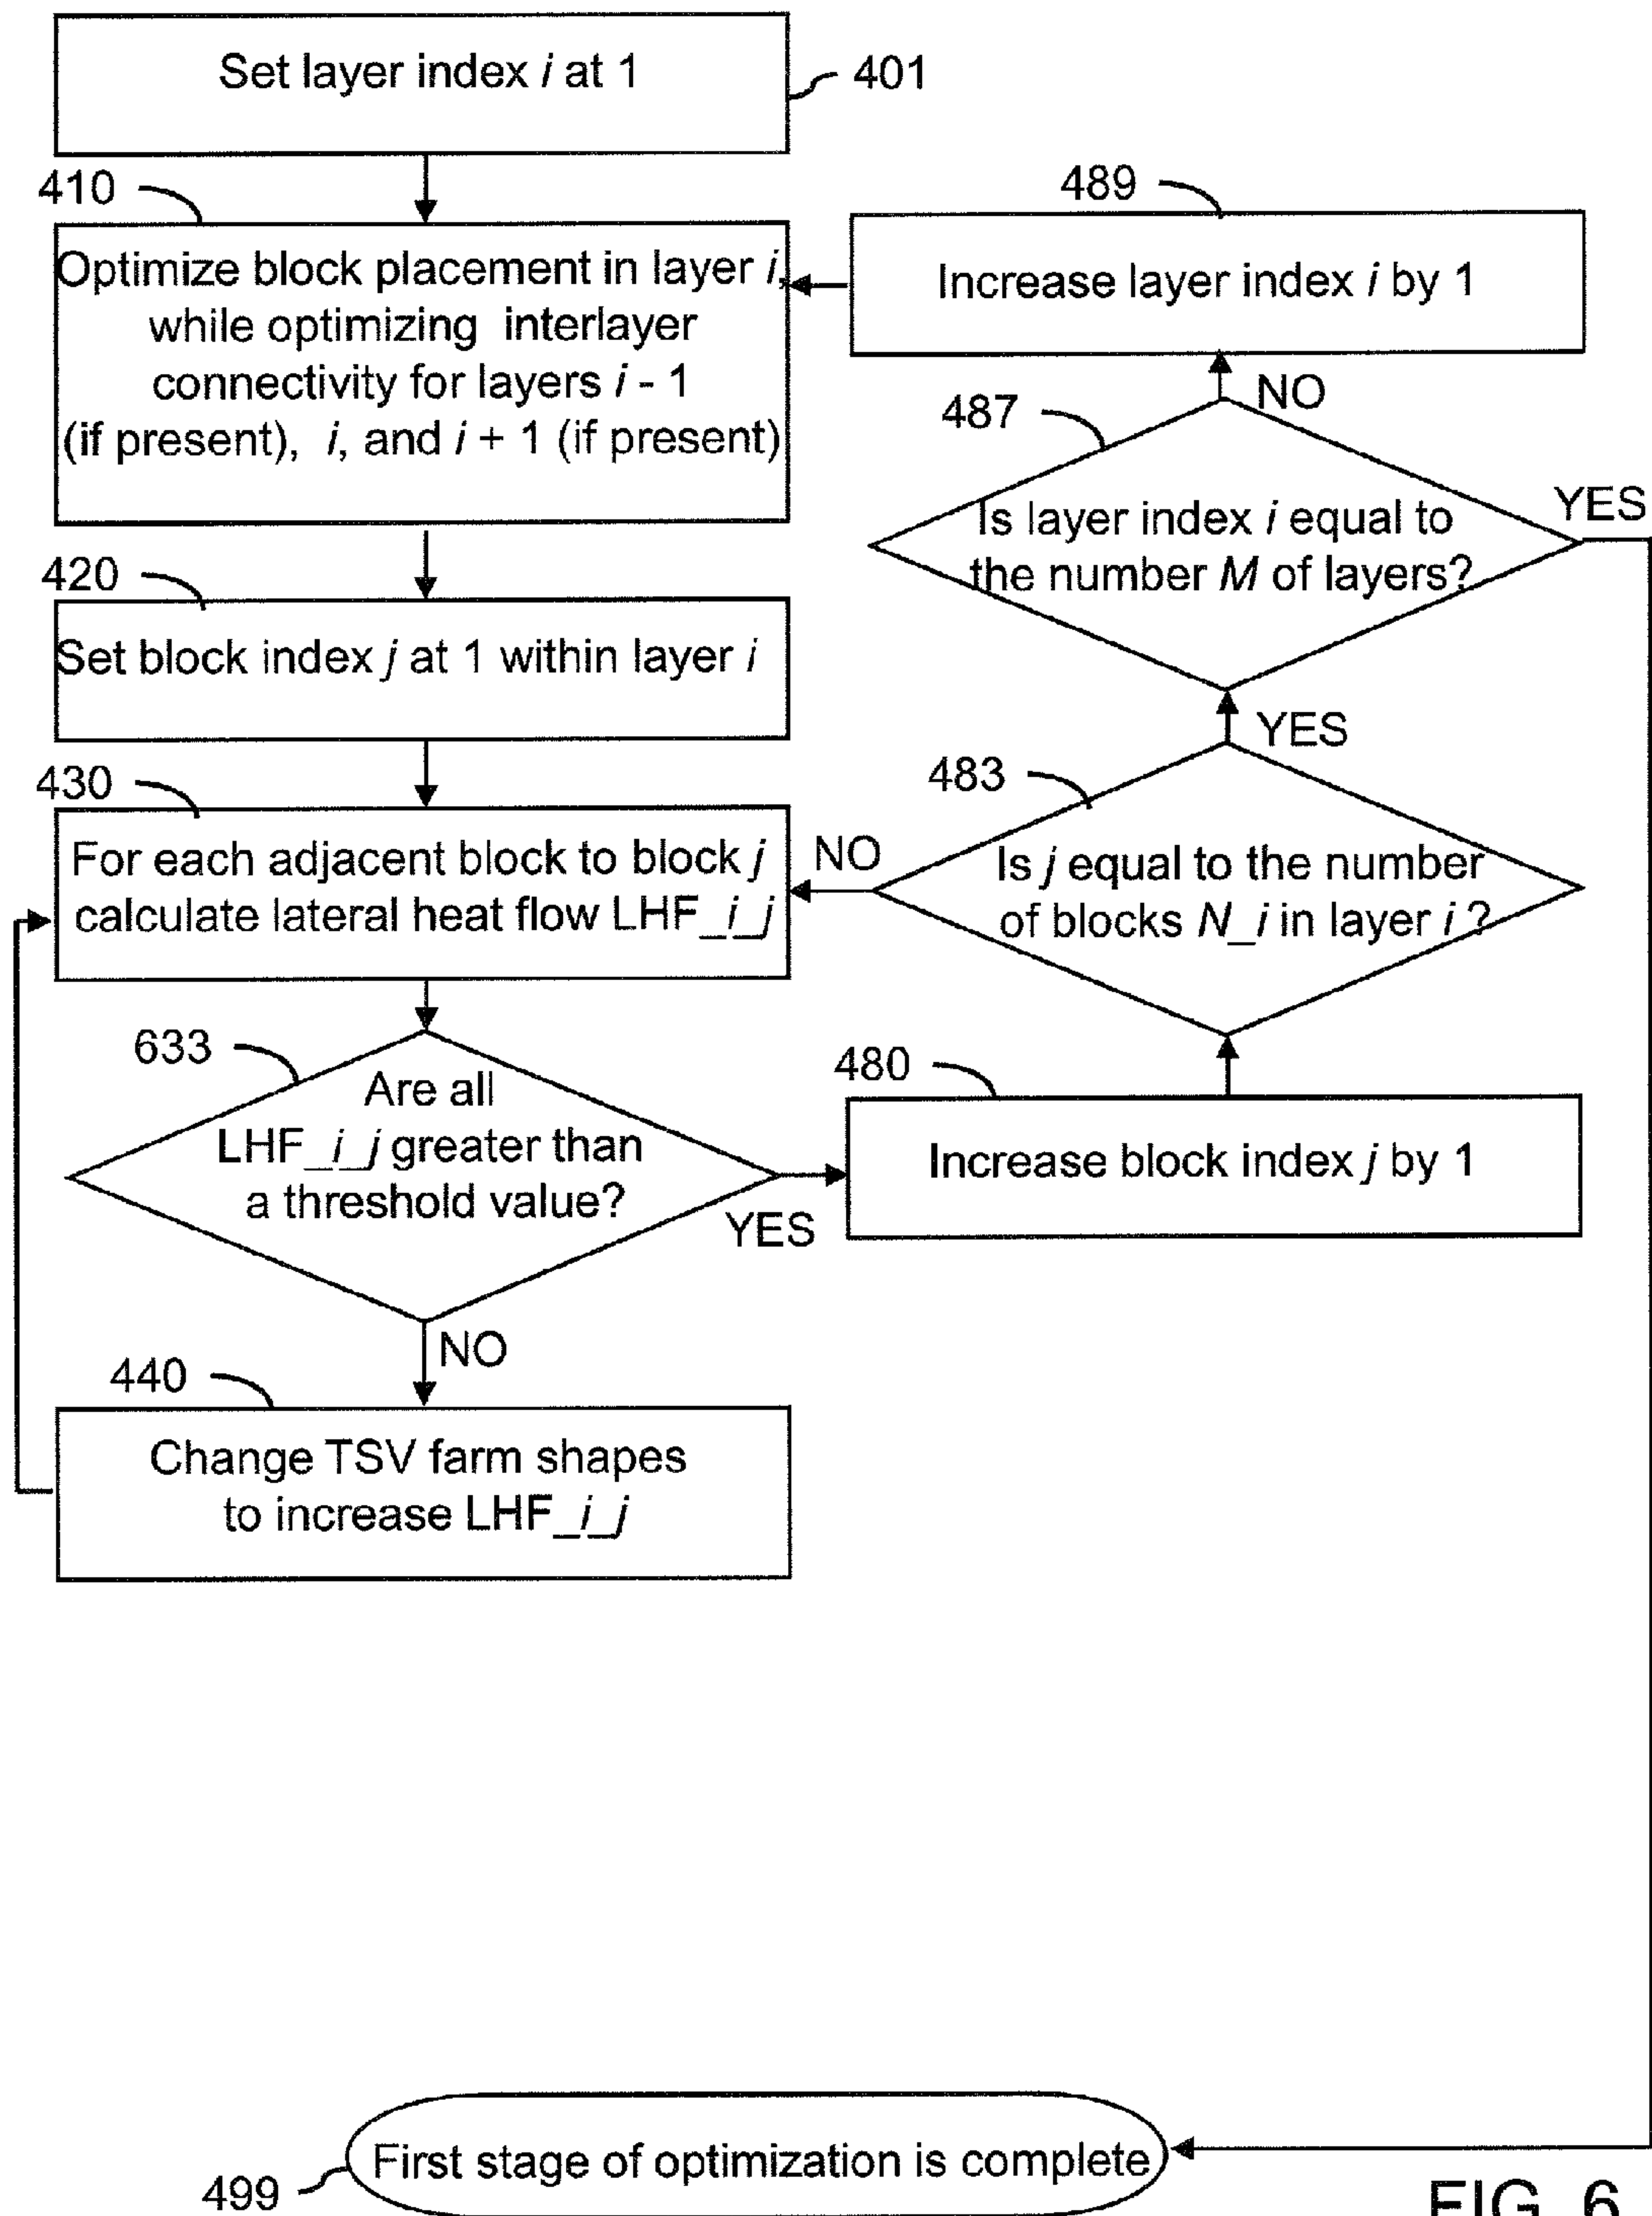 Set layer index i at 1
401
410
Optimize block placement in layer i,
while optimizing interlayer
connectivity for layers i - 1
(if present), i, and i + 1 (if present)
420
Set block index j at 1 within layer i
430
For each adjacent block to block j
calculate lateral heat flow LHF_i_j
633
Are all
LHF_i_j greater than
a threshold value?
YES
NO
440
Change TSV farm shapes
to increase LHF_i_j
480
Increase block index j by 1
483
Is j equal to the number
of blocks N_i in layer i ?
NO
YES
487
Is layer index i equal to
the number M of layers?
YES
NO
489
Increase layer index i by 1
499
First stage of optimization is complete
FIG. 6